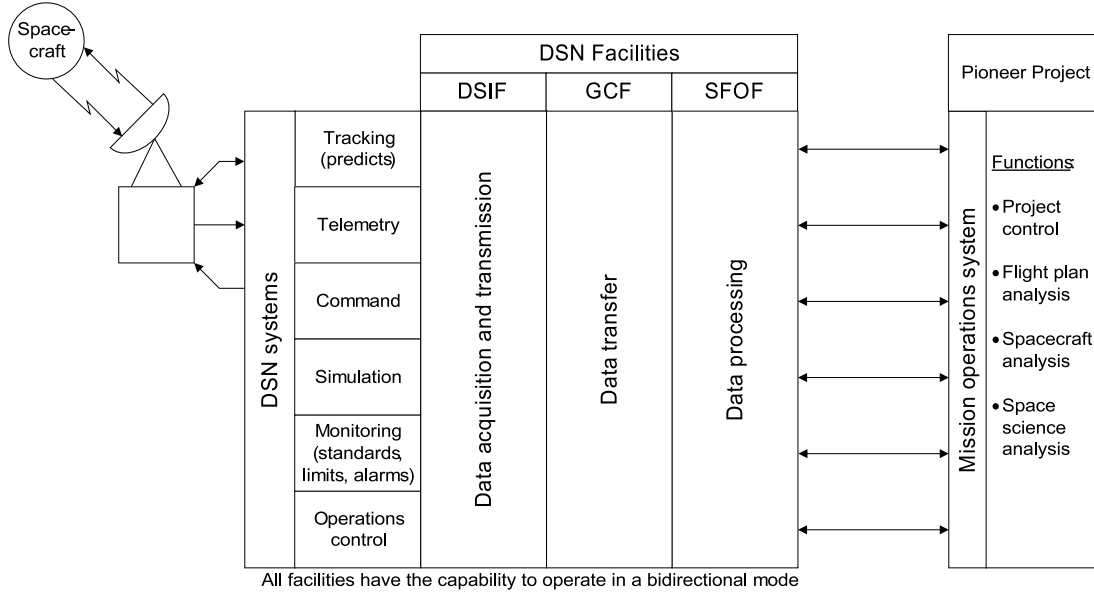 Space-
craft
DSN Facilities
DSIF
GCF
SFOF
Pioneer Project
DSN systems
Tracking
(predicts)
Telemetry
Command
Simulation
Monitoring
(standards,
limits, alarms)
Operations
control
Data acquisition and transmission
Data transfer
Data processing
Mission operations system
Functions:
•Project
control
•Flight plan
analysis
•Spacecraft
analysis
•Space
science
analysis
All facilities have the capability to operate in a bidirectional mode